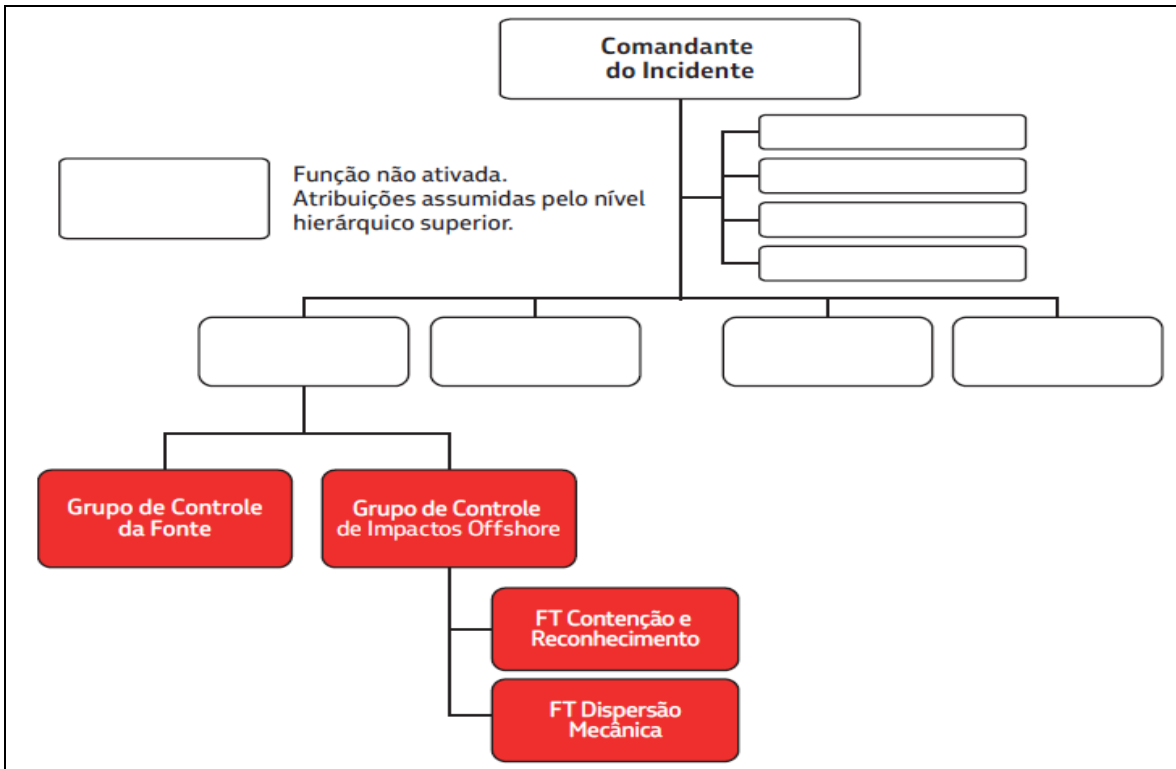 Comandante
do Incidente
Função não ativada.
Atribuições assumidas pelo nível
hierárquico superior.
Grupo de Controle
da Fonte
Grupo de Controle
de Impactos Offshore
FT Contenção e
Reconhecimento
FT Dispersão
Mecânica